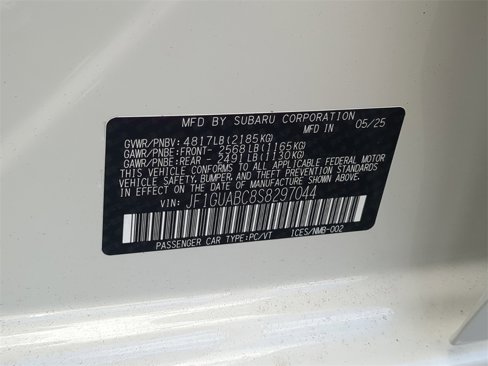 MFD BY SUBARU CORPORATION
MFD IN 05/25
GVWR/PNBV: 4817LB(2185KG)
GAWR/PNBE:FRONT- 2568LB(1165KG)
GAWR/PNBE:REAR - 2491LB(1130KG)
THIS VEHICLE CONFORMS TO ALL APPLICABLE FEDERAL MOTOR
VEHICLE SAFETY, BUMPER, AND THEFT PREVENTION STANDARDS
IN EFFECT ON THE DATE OF MANUFACTURE SHOWN ABOVE.
VIN: JF1GUABC8S8297044
PASSENGER CAR TYPE:PC/VT ICES/NMB-002